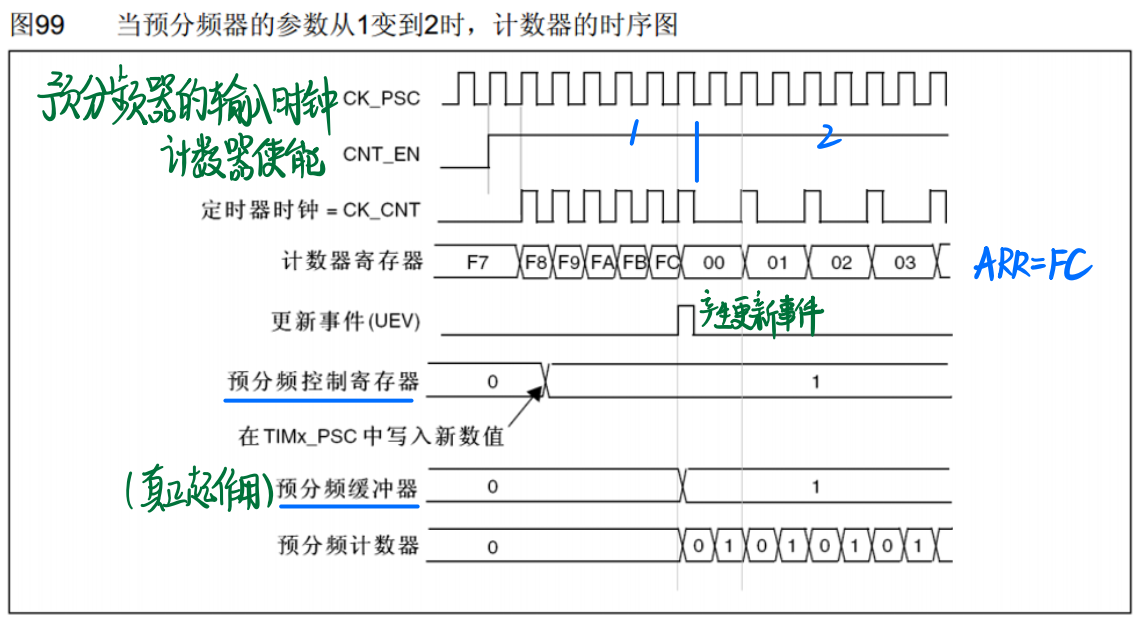 图99 当预分频器的参数从1变到2时，计数器的时序图
预分频器的输入时钟 CK_PSC
计数器使能 CNT_EN
1 2
定时器时钟 = CK_CNT
计数器寄存器 F7 F8 F9 FA FB FC 00 01 02 03 ARR=FC
更新事件(UEV) 产生更新事件
预分频控制寄存器 0 1
在TIMx_PSC 中写入新数值
(真正起作用) 预分频缓冲器 0 1
预分频计数器 0 0 1 0 1 0 1 0 1